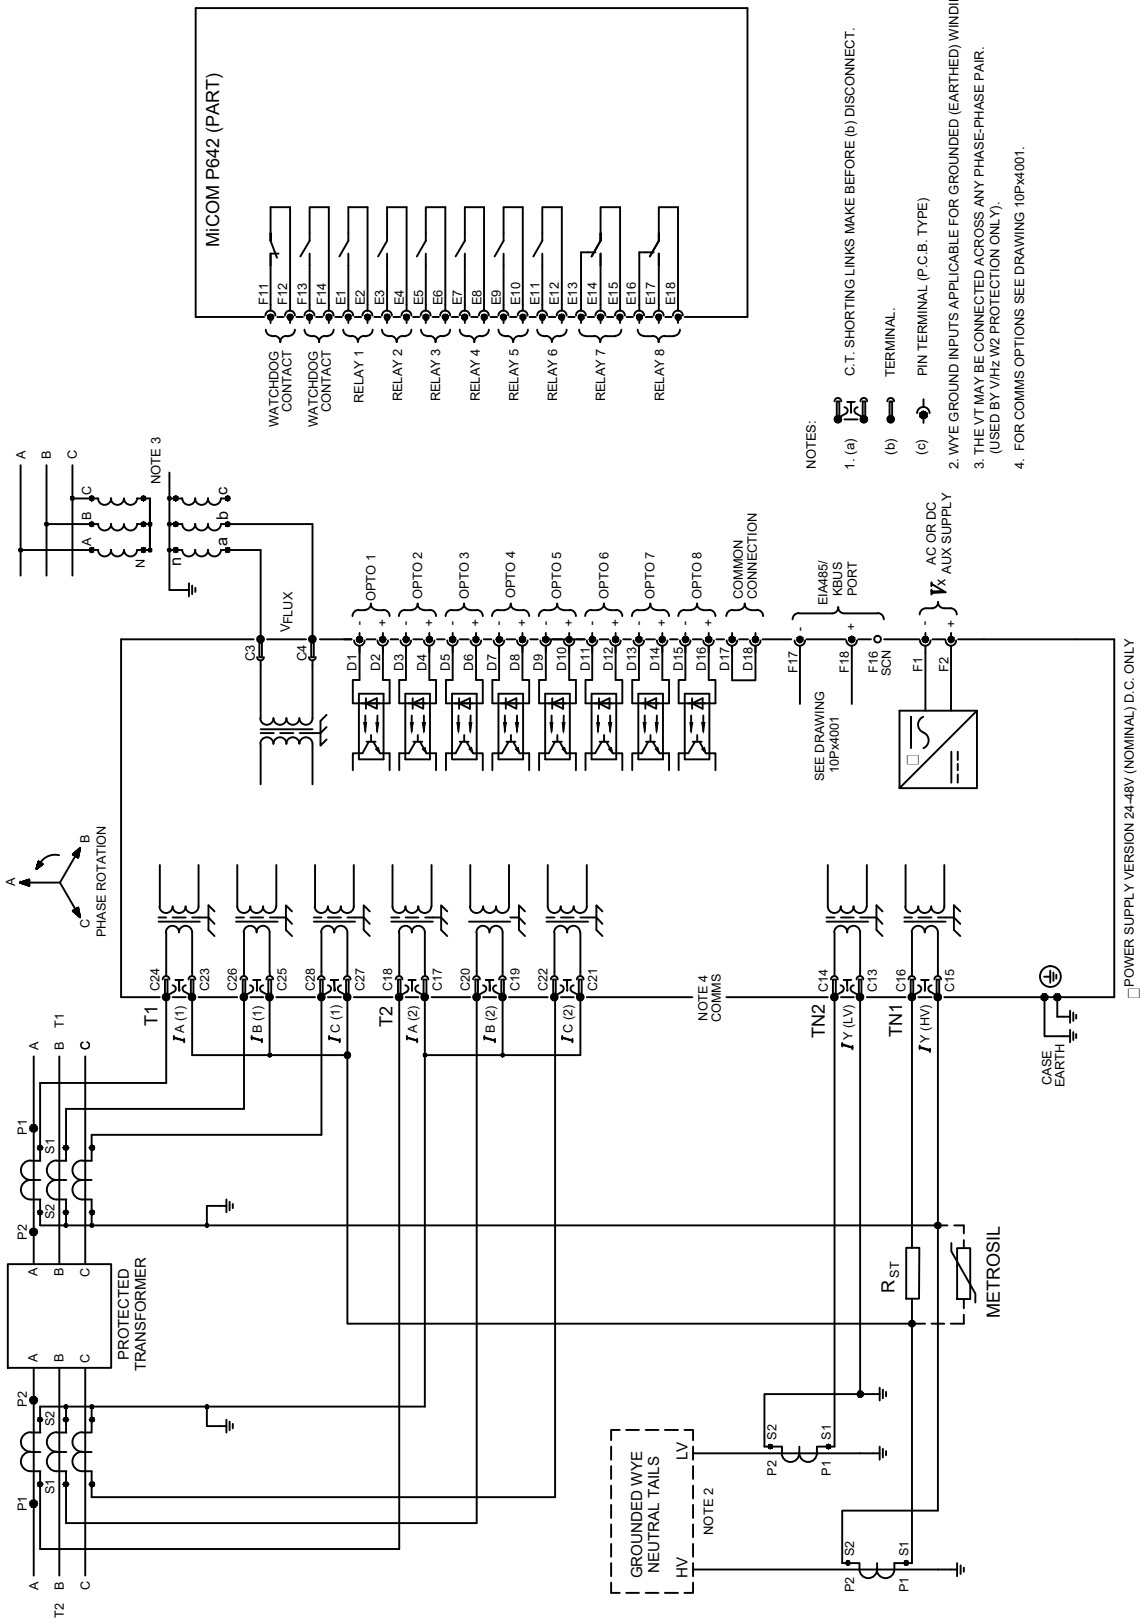 MiCOM P642 (PART)
F11
F12
F13
F14
E1
E2
E3
E4
E5
E6
E7
E8
E9
E10
E11
E12
E13
E14
E15
E16
E17
E18
WATCHDOG
CONTACT
WATCHDOG
CONTACT
RELAY 1
RELAY 2
RELAY 3
RELAY 4
RELAY 5
RELAY 6
RELAY 7
RELAY 8
NOTES:
1. (a) C.T. SHORTING LINKS MAKE BEFORE (b) DISCONNECT.
(b) TERMINAL.
(c) PIN TERMINAL (P.C.B. TYPE)
2. WYE GROUND INPUTS APPLICABLE FOR GROUNDED (EARTHED)
3. THE VT MAY BE CONNECTED ACROSS ANY PHASE-PHASE PAIR.
(USED BY V/Hz W2 PROTECTION ONLY).
4. FOR COMMS OPTIONS SEE DRAWING 10Px4001.
A
B
C
NOTE 3
A B C
N
n
a b c
VFLUX
C3
C4
- OPTO 1
+
- OPTO 2
+
- OPTO 3
+
- OPTO 4
+
- OPTO 5
+
- OPTO 6
+
- OPTO 7
+
- OPTO 8
+
COMMON
CONNECTION
D1
D2
D3
D4
D5
D6
D7
D8
D9
D10
D11
D12
D13
D14
D15
D16
D17
D18
EIA485/
KBUS
PORT
-
+
F17
F18
F16
SCN
SEE DRAWING
10Px4001
AC OR DC
Vx AUX SUPPLY
-
+
F1
F2
A
B
C
PHASE ROTATION
T1
C24
C23
C26
C25
C28
C27
I A (1)
I B (1)
I C (1)
T2
C18
C17
C20
C19
C22
C21
I A (2)
I B (2)
I C (2)
NOTE 4
COMMS
TN2
C14
C13
I Y (LV)
TN1
C16
C15
I Y (HV)
CASE
EARTH
A
B T1
C
P1
S1
P2
S2
A
B
C
PROTECTED
TRANSFORMER
A
B
C
P2
S2
P1
S1
A
T2 B
C
RST
METROSIL
GROUNDED WYE
NEUTRAL TAILS
HV LV
NOTE 2
P2 S2
P1 S1
P2 S2
P1 S1
□ POWER SUPPLY VERSION 24-48V (NOMINAL) D.C. ONLY